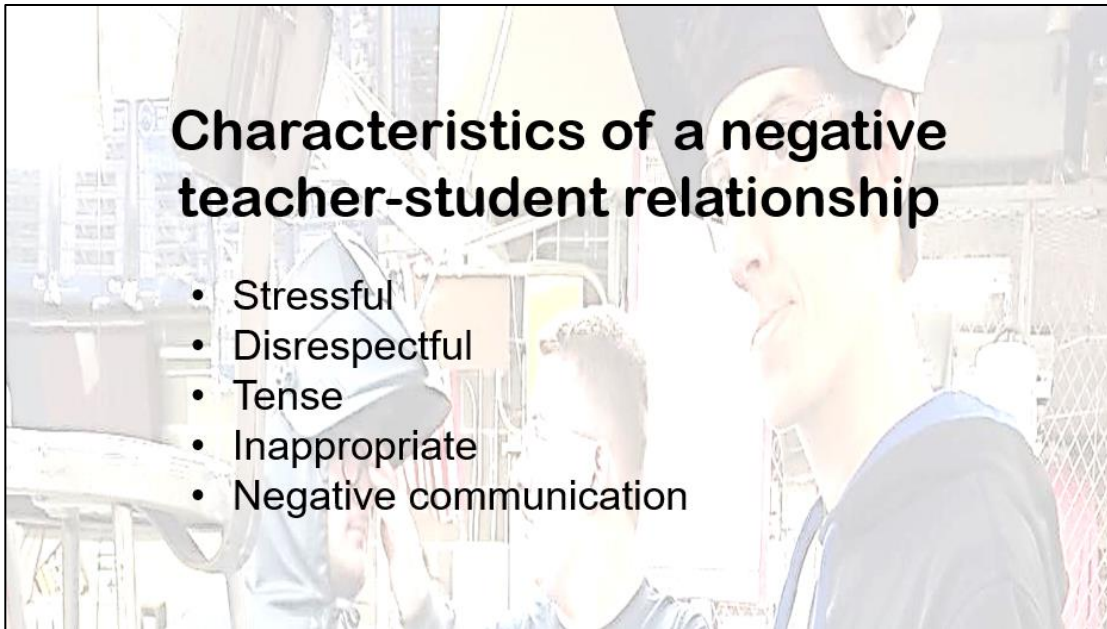 Characteristics of a negative
teacher-student relationship
• Stressful
• Disrespectful
• Tense
• Inappropriate
• Negative communication